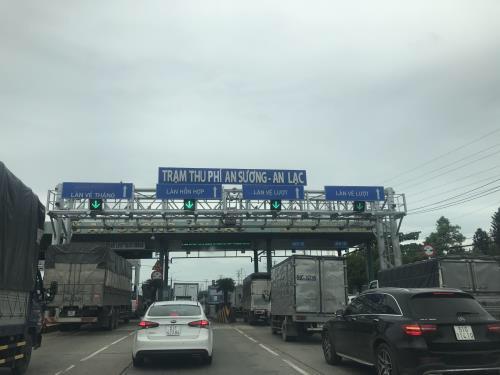 TRẠM THU PHÍ AN SƯƠNG - AN LẠC
LÀN VÉ THÁNG
LÀN HỖN HỢP
LÀN VÉ LƯỢT
LÀN VÉ LƯỢT